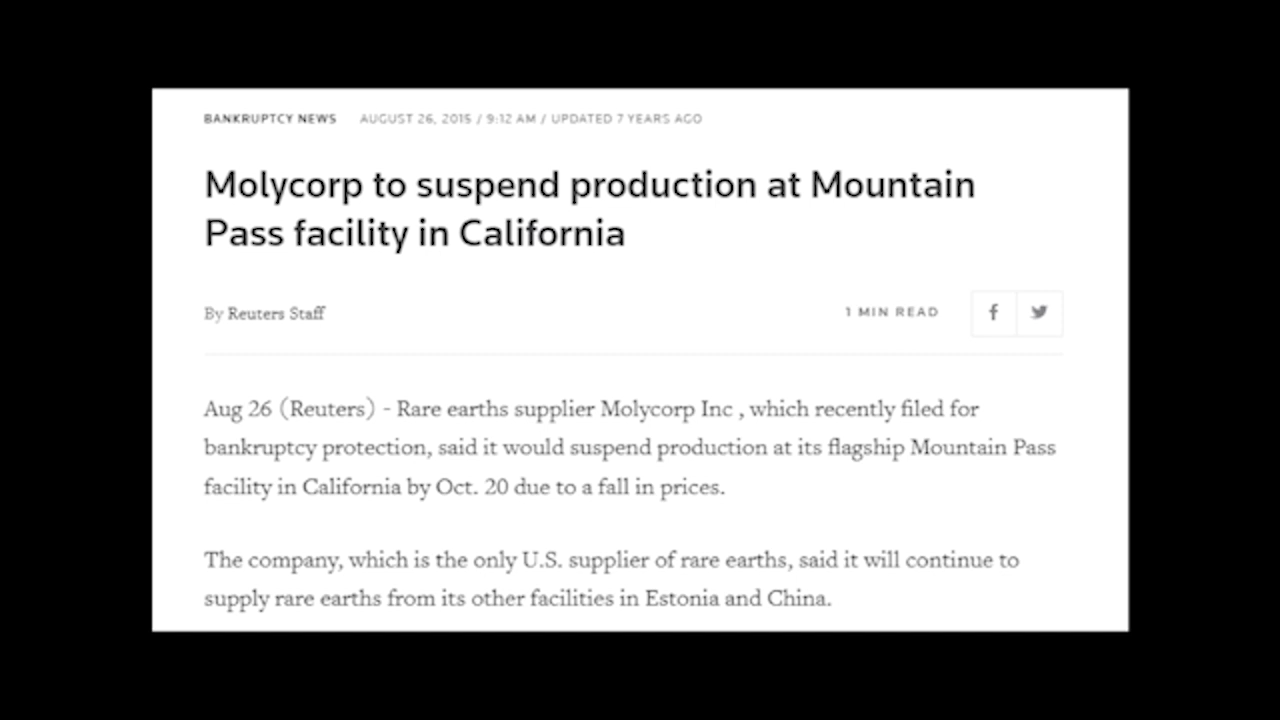 BANKRUPTCY NEWS AUGUST 26, 2015 / 9:12 AM / UPDATED 7 YEARS AGO
Molycorp to suspend production at Mountain
Pass facility in California
By Reuters Staff
1 MIN READ
Aug 26 (Reuters) - Rare earths supplier Molycorp Inc , which recently filed for
bankruptcy protection, said it would suspend production at its flagship Mountain Pass
facility in California by Oct. 20 due to a fall in prices.
The company, which is the only U.S. supplier of rare earths, said it will continue to
supply rare earths from its other facilities in Estonia and China.